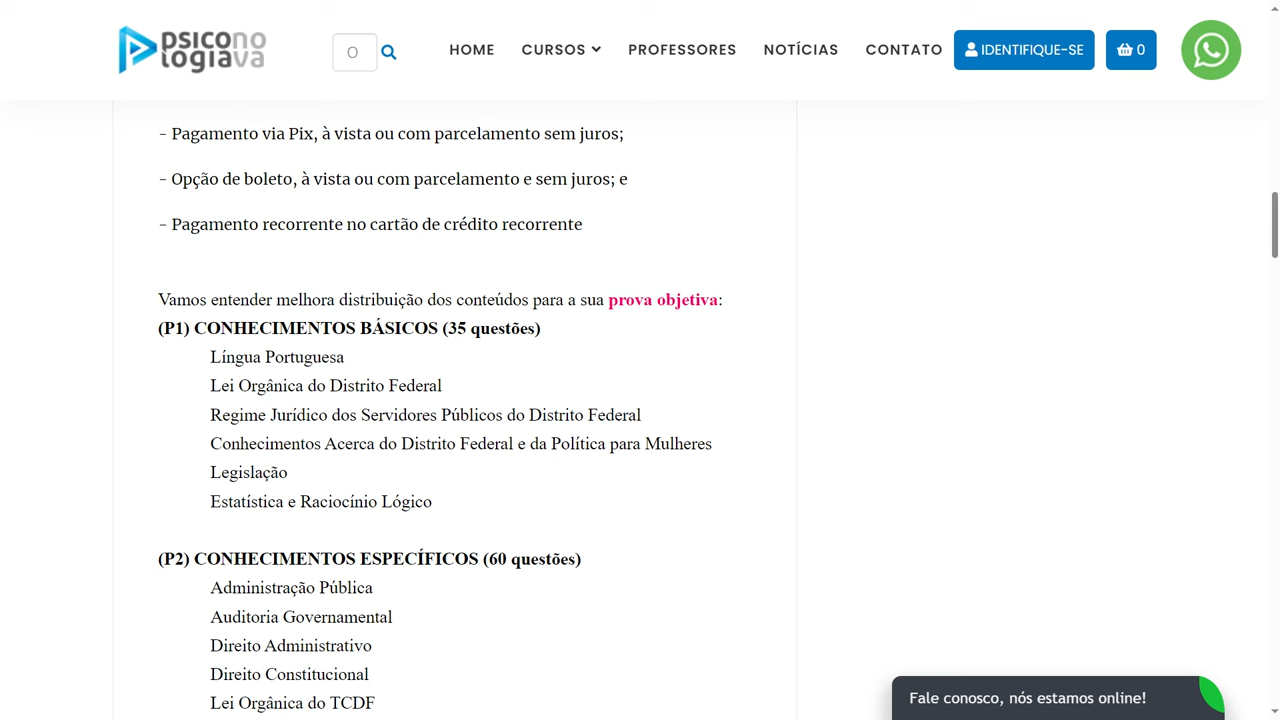 psicono
logiava
O
HOME
CURSOS
PROFESSORES
NOTÍCIAS
CONTATO
IDENTIFIQUE-SE
0
- Pagamento via Pix, à vista ou com parcelamento sem juros;
- Opção de boleto, à vista ou com parcelamento e sem juros; e
- Pagamento recorrente no cartão de crédito recorrente
Vamos entender melhora distribuição dos conteúdos para a sua prova objetiva:
(P1) CONHECIMENTOS BÁSICOS (35 questões)
Língua Portuguesa
Lei Orgânica do Distrito Federal
Regime Jurídico dos Servidores Públicos do Distrito Federal
Conhecimentos Acerca do Distrito Federal e da Política para Mulheres
Legislação
Estatística e Raciocínio Lógico
(P2) CONHECIMENTOS ESPECÍFICOS (60 questões)
Administração Pública
Auditoria Governamental
Direito Administrativo
Direito Constitucional
Lei Orgânica do TCDF
Fale conosco, nós estamos online!